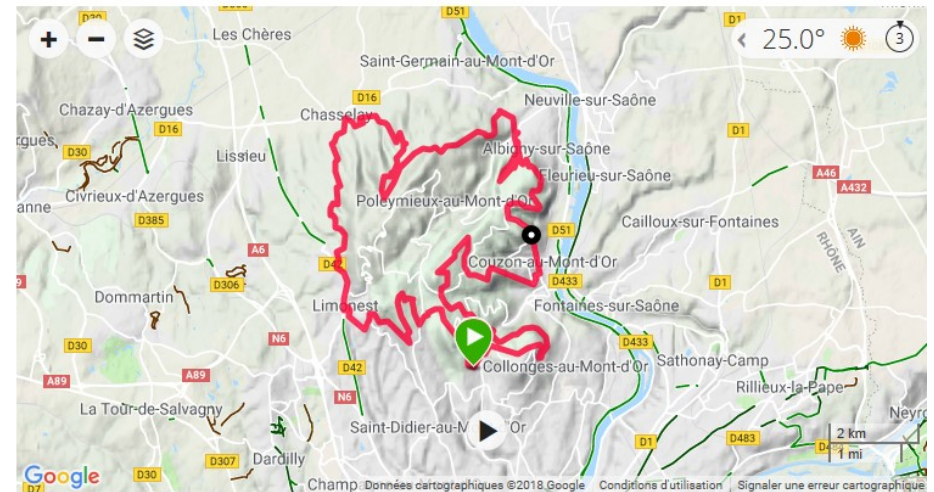 D51
D20
D1
+
−
Les Chères
25.0°
3
Saint-Germain-au-Mont-d'Or
Chazay-d'Azergues
D16
Chasselay
Neuville-sur-Saône
D16
D1
D30
Lissieu
Albigny-sur-Saône
A46
Fleurieu-sur-Saône
A432
Civrieux-d'Azergues
Poleymieux-au-Mont-d'Or
D385
Cailloux-sur-Fontaines
D51
A6
AIN
RHÔNE
Couzon-au-Mont-d'Or
D306
D433
D1
Dommartin
Limonest
Fontaines-sur-Saône
N6
D30
D433
Sathonay-Camp
Collonges-au-Mont-d'Or
A89
A89
D42
Rillieux-la-Pape
N6
La Tour-de-Salvagny
Saint-Didier-au-M
D'Or
D1
D483
2 km
1 mi
D307
Dardilly
Google
D7
D30
Données cartographiques ©2018 Google
Conditions d'utilisation
Signaler une erreur cartographique